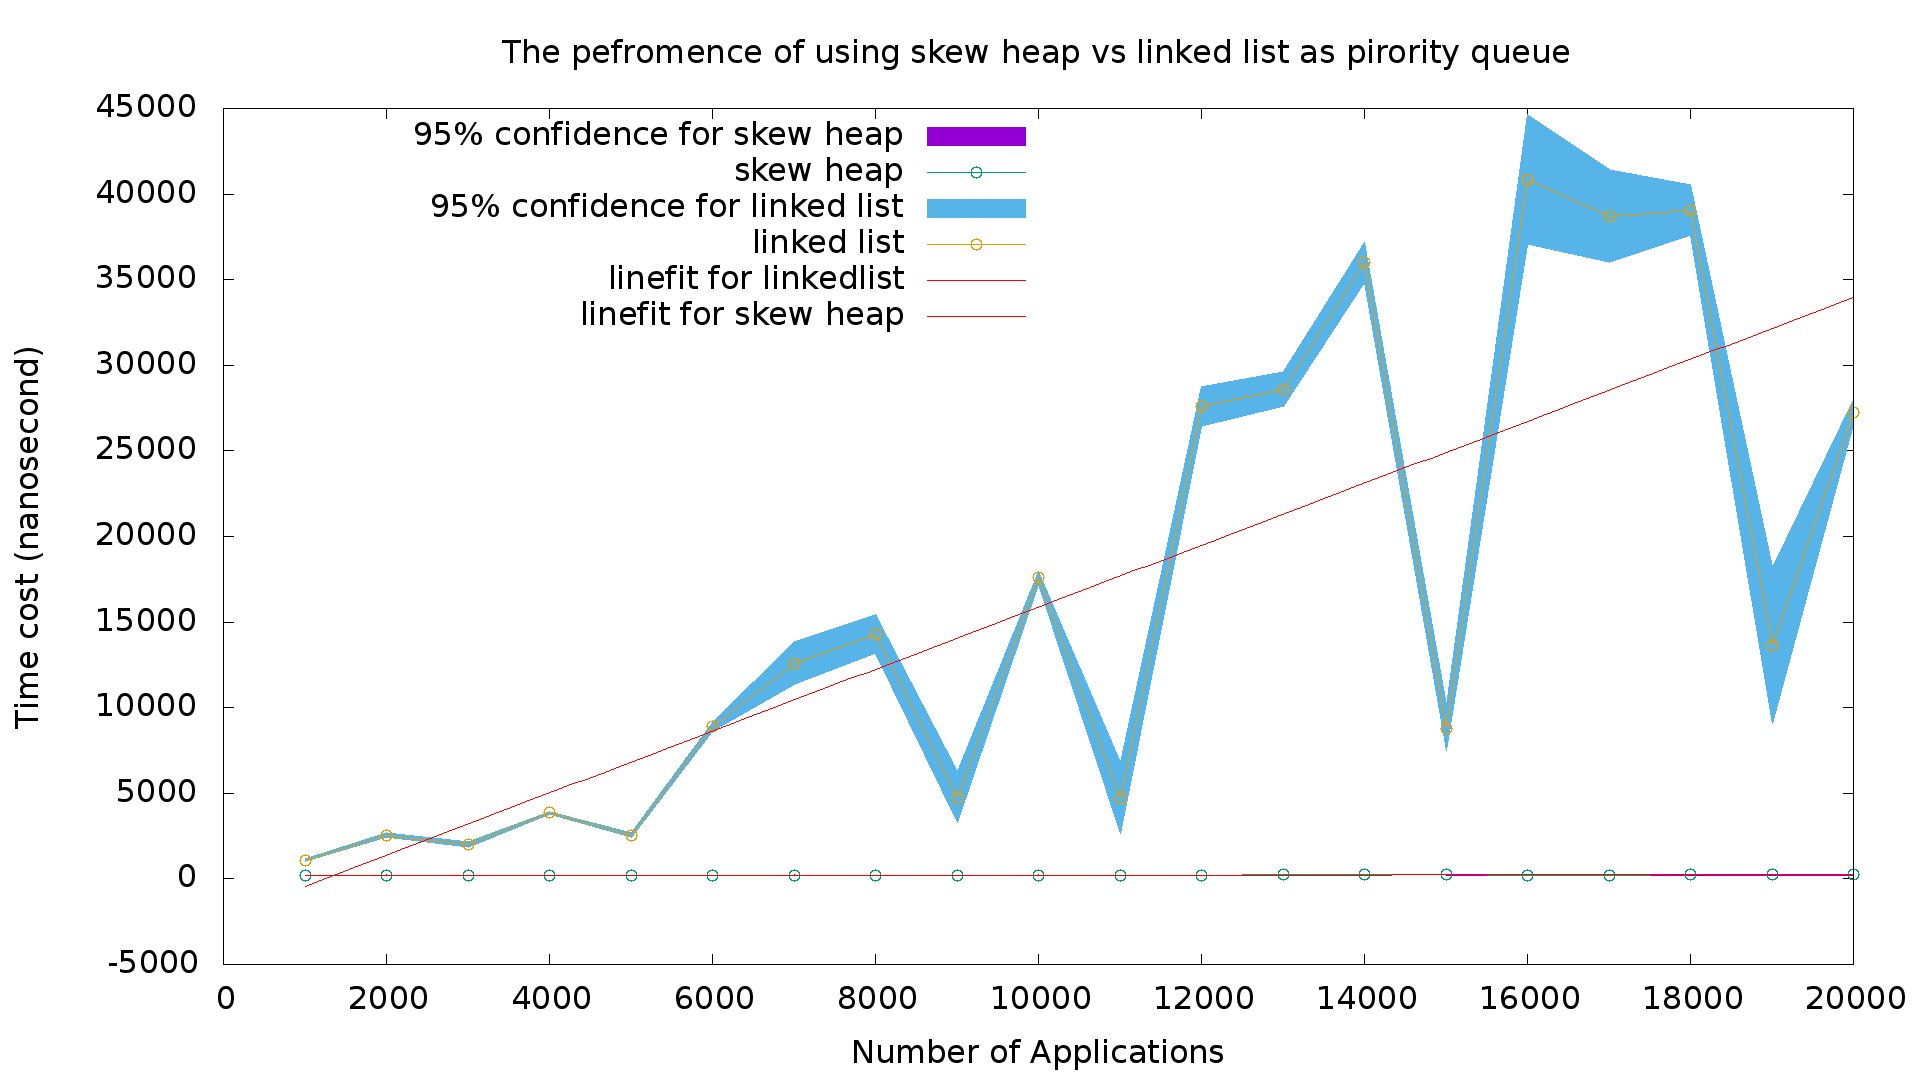 The pefromence of using skew heap vs linked list as pirority queue
45000
40000
35000
30000
25000
20000
15000
10000
5000
0
-5000
95% confidence for skew heap
skew heap
95% confidence for linked list
linked list
linefit for linkedlist
linefit for skew heap
Time cost (nanosecond)
0 2000 4000 6000 8000 10000 12000 14000 16000 18000 20000
Number of Applications